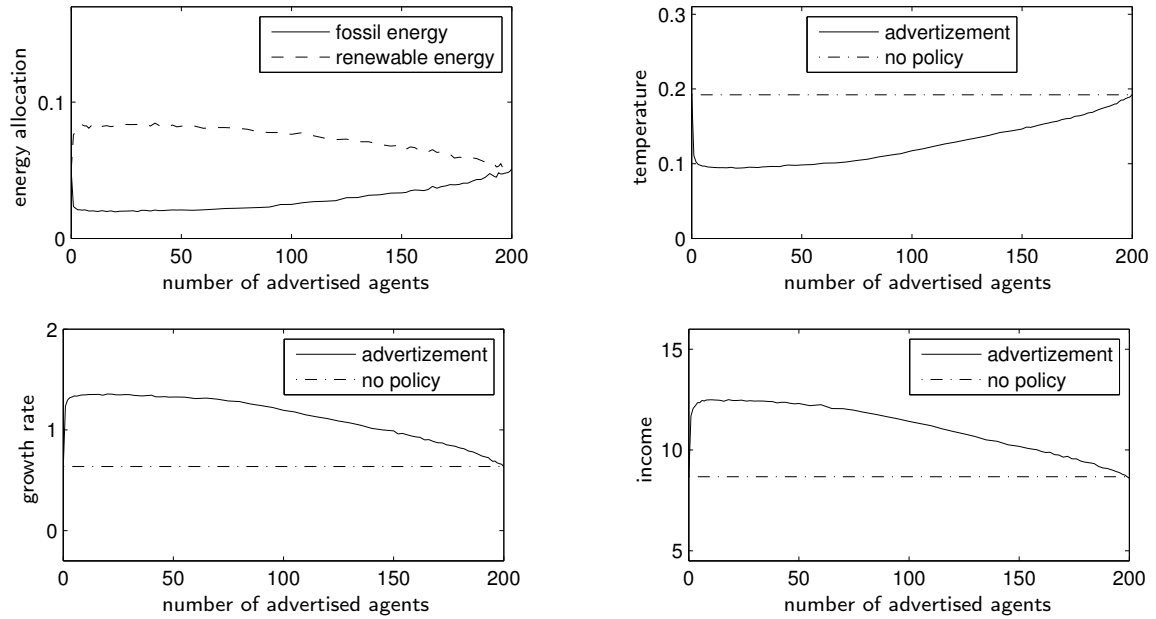 fossil energy
renewable energy
energy allocation
0.1
0
0 50 100 150 200
number of advertised agents
advertizement
no policy
temperature
0.3
0.2
0.1
0
0 50 100 150 200
number of advertised agents
advertizement
no policy
growth rate
2
1
0
0 50 100 150 200
number of advertised agents
advertizement
no policy
income
15
10
5
0 50 100 150 200
number of advertised agents